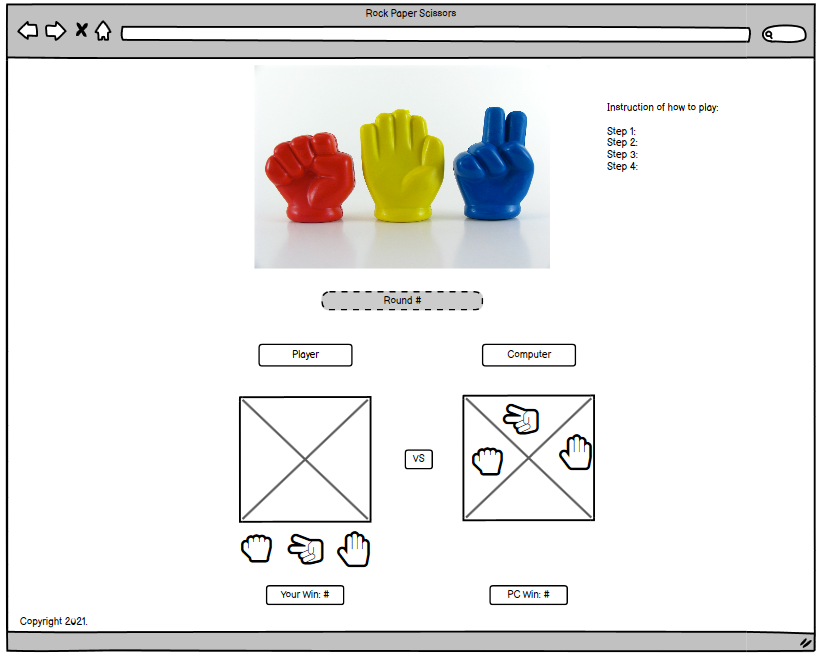 Rock Paper Scissors
Instruction of how to play:
Step 1:
Step 2:
Step 3:
Step 4:
Round #
Player
Computer
VS
Your Win: #
PC Win: #
Copyright 2021.